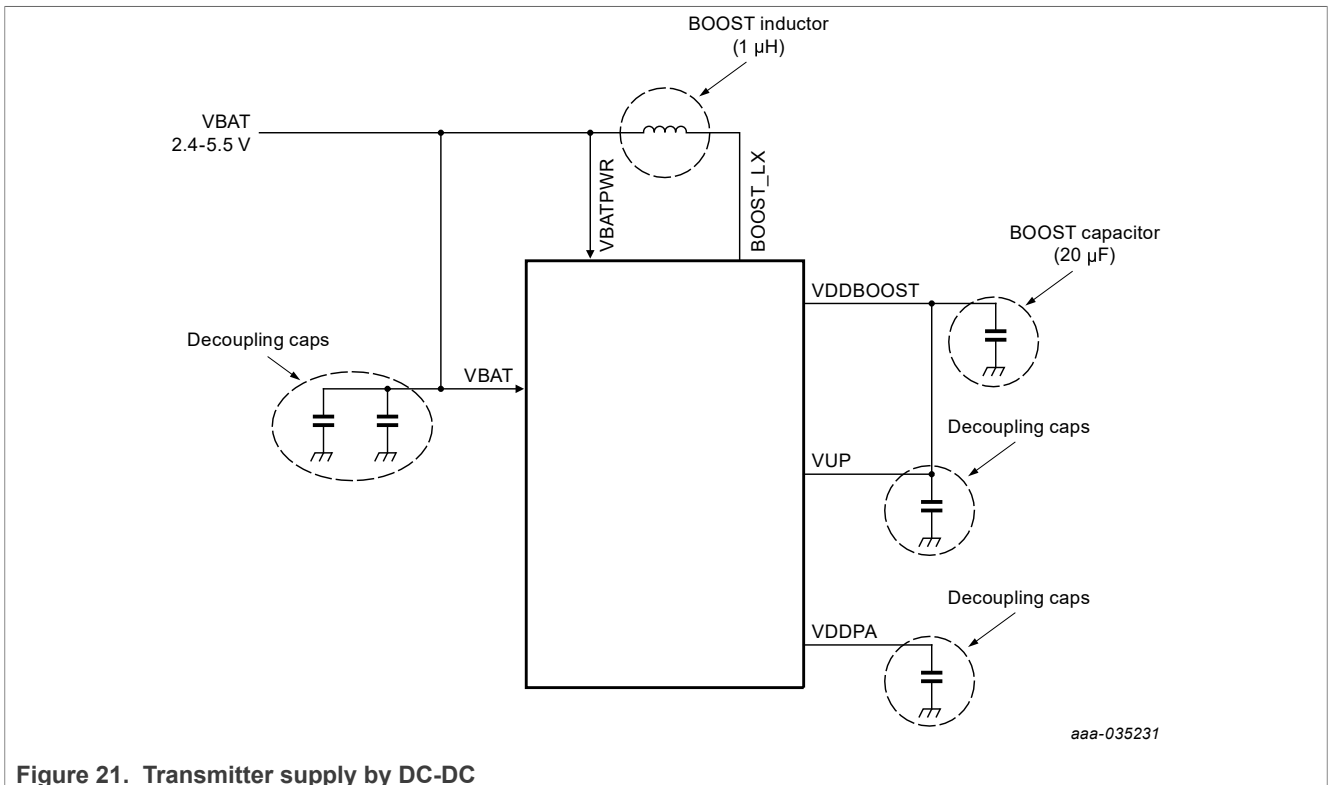 BOOST inductor
(1 µH)
VBAT
2.4-5.5 V
VBATPWR
BOOST_LX
BOOST capacitor
(20 µF)
VDDBOOST
Decoupling caps
VBAT
Decoupling caps
VUP
Decoupling caps
VDDPA
aaa-035231
Figure 21. Transmitter supply by DC-DC